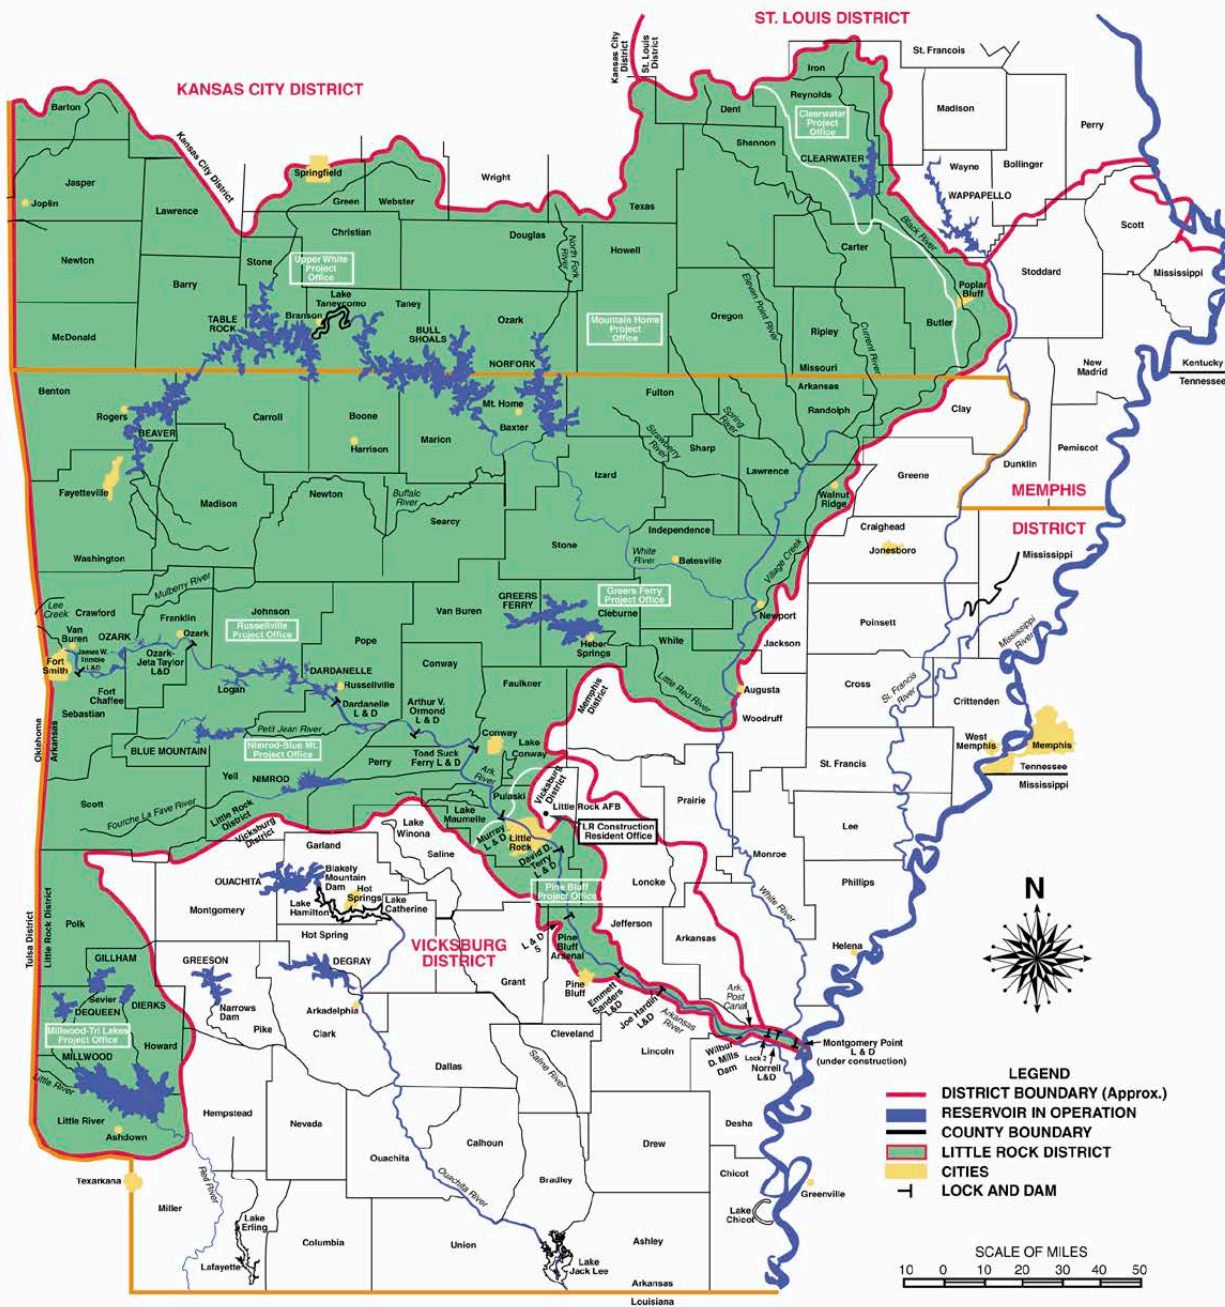 ST. LOUIS DISTRICT
KANSAS CITY DISTRICT
Kansas City
District
St. Louis
District
Kansas City District
St. Francois
Iron
Reynolds
Madison
Perry
Barton
Dent
Clearwater
Project
Office
Shannon
CLEARWATER
Wayne
Bollinger
WAPPAPELLO
Springfield
Wright
Jasper
Joplin
Lawrence
Green
Webster
Texas
Scott
Christian
Douglas
North Fork
River
Howell
Carter
Black River
Newton
Stone
Upper White
Project
Office
Stoddard
Mississippi
Barry
Lake
Taneycomo
Taney
Eleven Point River
Poplar
Bluff
TABLE
ROCK
Branson
BULL
SHOALS
Ozark
Mountain Home
Project
Office
Oregon
Ripley
Current River
Butler
McDonald
NORFORK
Missouri
Arkansas
New
Madrid
Kentucky
Tennessee
Benton
Rogers
BEAVER
Carroll
Boone
Harrison
Marion
Mt. Home
Baxter
Fulton
Randolph
Clay
Strawberry
River
Spring
River
Sharp
Lawrence
Pemiscot
Dunklin
Greene
Izard
Walnut
Ridge
Fayetteville
Madison
Newton
Buffalo
River
Searcy
MEMPHIS
DISTRICT
Craighead
Jonesboro
Independence
Washington
Stone
White
River
Batesville
Village Creek
Mississippi
Mulberry River
Lee
Creek
Crawford
Franklin
Johnson
Russellville
Project Office
Van Buren
GREERS
FERRY
Greers Ferry
Project Office
Cleburne
Newport
Poinsett
Mississippi
River
Van
Buren
OZARK
Ozark
Pope
Heber
Springs
White
Jackson
Fort
Smith
James W.
Trimble
L&D
Ozark-
Jeta Taylor
L&D
DARDANELLE
Conway
Faulkner
Memphis
District
Little Red River
Cross
St. Francis
River
Crittenden
Fort
Chaffee
Logan
Russellville
Dardanelle
L & D
Arthur V.
Ormond
L & D
Augusta
Woodruff
Sebastian
Oklahoma
Arkansas
Petit Jean River
West
Memphis
Memphis
BLUE MOUNTAIN
Nimrod-Blue Mt.
Project Office
Conway
Lake
Conway
Tennessee
Mississippi
St. Francis
Perry
Toad Suck
Ferry L & D
Yell
NIMROD
Ark.
River
Pulaski
Vicksburg
District
Scott
Fourche La Fave River
Little Rock
District
Vicksburg
District
Lake
Maumelle
Little Rock AFB
Prairie
Lake
Winona
Murray
L & D
Little
Rock
LR Construction
Resident Office
Lee
Garland
Saline
David D.
Terry
L & D
Monroe
OUACHITA
Blakely
Mountain
Dam
Hot
Springs
Lake
Hamilton
Lake
Catherine
Pine Bluff
Project Office
Loncke
Phillips
Tulsa District
Little Rock District
Montgomery
Hot Spring
Jefferson
White River
Polk
VICKSBURG
DISTRICT
L & D
5
Pine
Bluff
Arsenal
Arkansas
Helena
N
GILLHAM
GREESON
DEGRAY
Sevier
DIERKS
DEQUEEN
Grant
Pine
Bluff
Emmett
Sanders
L&D
Joe Hardin
L&D
Ark.
Post
Canal
Arkansas
River
Narrows
Dam
Arkadelphia
Clark
Millwood-Tri Lakes
Project Office
Pike
Cleveland
Montgomery Point
L & D
(under construction)
MILLWOOD
Howard
Lincoln
Wilbur
D. Mills
Dam
Lock 2
Norrell
L&D
Dallas
Saline River
Little River
LEGEND
DISTRICT BOUNDARY (Approx.)
RESERVOIR IN OPERATION
COUNTY BOUNDARY
LITTLE ROCK DISTRICT
CITIES
LOCK AND DAM
Little River
Hempstead
Nevada
Desha
Ashdown
Calhoun
Drew
Ouachita
Chicot
Texarkana
Red River
Ouachita River
Bradley
Greenville
Miller
Lake
Chicot
Lake
Erling
Columbia
Union
Ashley
Lafayette
Lake
Jack Lee
SCALE OF MILES
10 0 10 20 30 40 50
Arkansas
Louisiana